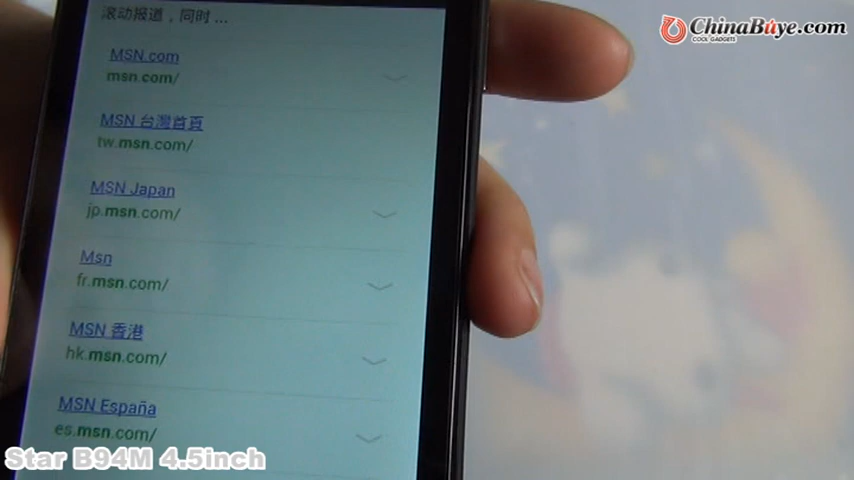 滚动报道，同时 ...
MSN.com
msn.com/
MSN 台灣首頁
tw.msn.com/
MSN Japan
jp.msn.com/
Msn
fr.msn.com/
MSN 香港
hk.msn.com/
MSN España
es.msn.com/
ChinaBuye.com
COOL GADGETS
Star B94M 4.5inch